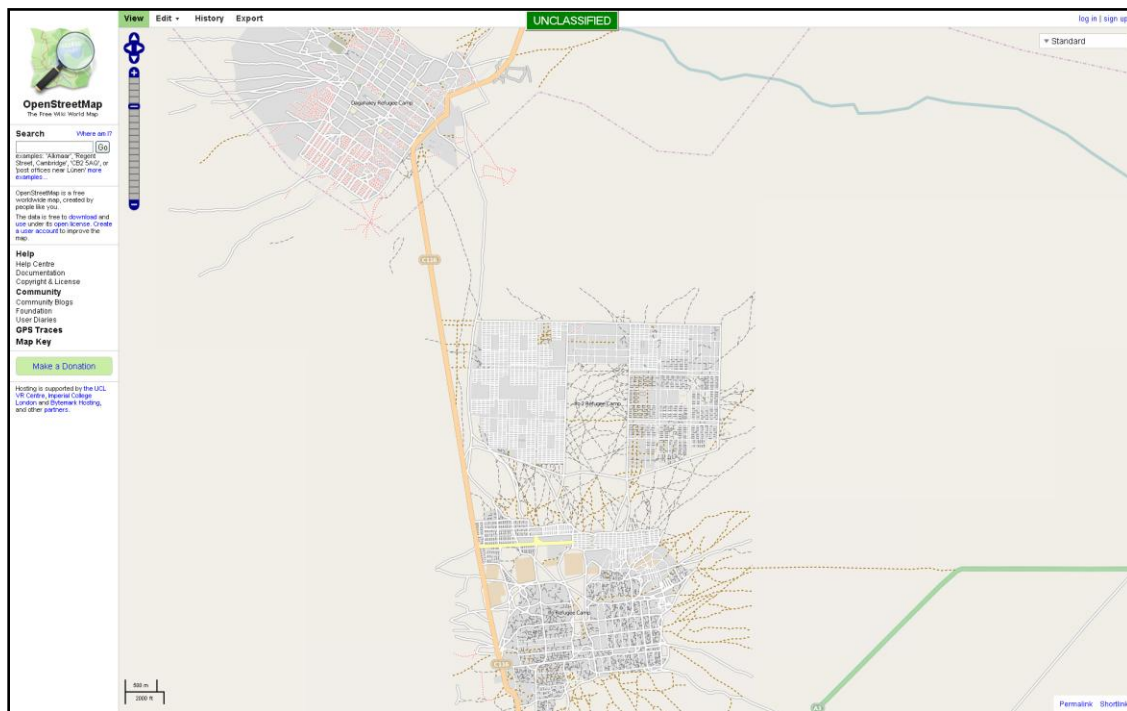 View Edit History Export
UNCLASSIFIED
log in | sign up
Standard
OpenStreetMap
The Free Wiki World Map
Search Where am I?
Go
examples: 'Alkmaar', 'Regent
Street, Cambridge', 'CB2 5AQ', or
'post offices near Lünen' more
examples...
OpenStreetMap is a free
worldwide map, created by
people like you.
The data is free to download and
use under its open license. Create
a user account to improve the
map.
Help
Help Centre
Documentation
Copyright & License
Community
Community Blogs
Foundation
User Diaries
GPS Traces
Map Key
Make a Donation
Hosting is supported by the UCL
VR Centre, Imperial College
London and Bytemark Hosting,
and other partners.
Dagahaley Refugee Camp
Refugee Camp
Refugee Camp
500 m
2000 ft
A3
Permalink Shortlink